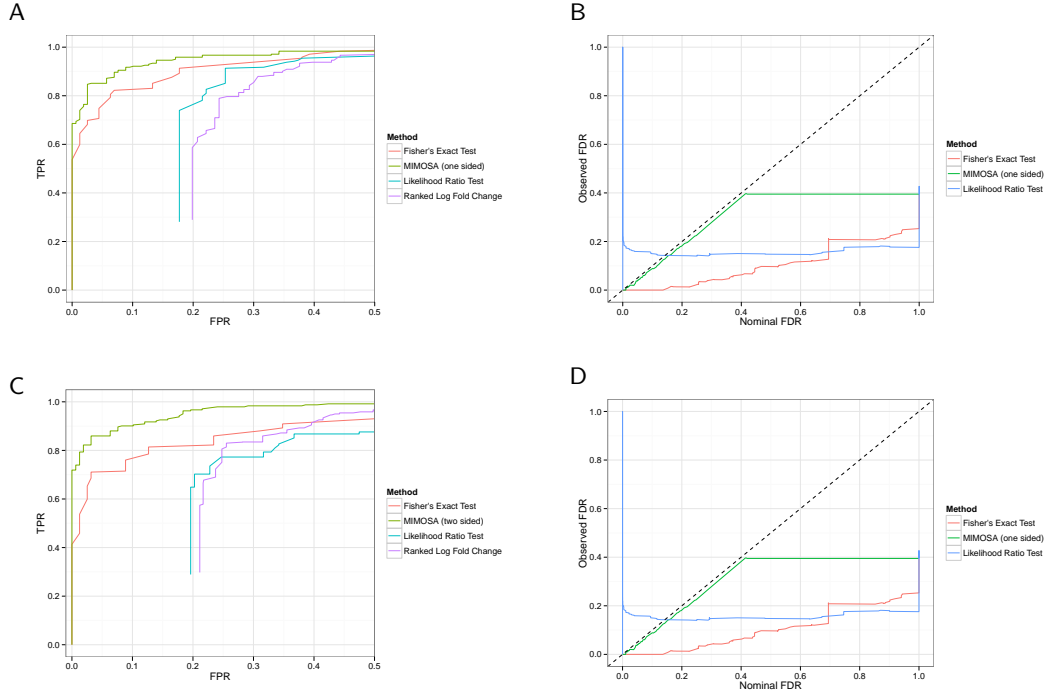 A
TPR
1.0
0.8
0.6
0.4
0.2
0.0
0.0 0.1 0.2 0.3 0.4 0.5
FPR
Method
Fisher's Exact Test
MIMOSA (one sided)
Likelihood Ratio Test
Ranked Log Fold Change
B
Observed FDR
1.0
0.8
0.6
0.4
0.2
0.0
0.0 0.2 0.4 0.6 0.8 1.0
Nominal FDR
Method
Fisher's Exact Test
MIMOSA (one sided)
Likelihood Ratio Test
C
TPR
1.0
0.8
0.6
0.4
0.2
0.0
0.0 0.1 0.2 0.3 0.4 0.5
FPR
Method
Fisher's Exact Test
MIMOSA (two sided)
Likelihood Ratio Test
Ranked Log Fold Change
D
Observed FDR
1.0
0.8
0.6
0.4
0.2
0.0
0.0 0.2 0.4 0.6 0.8 1.0
Nominal FDR
Method
Fisher's Exact Test
MIMOSA (one sided)
Likelihood Ratio Test